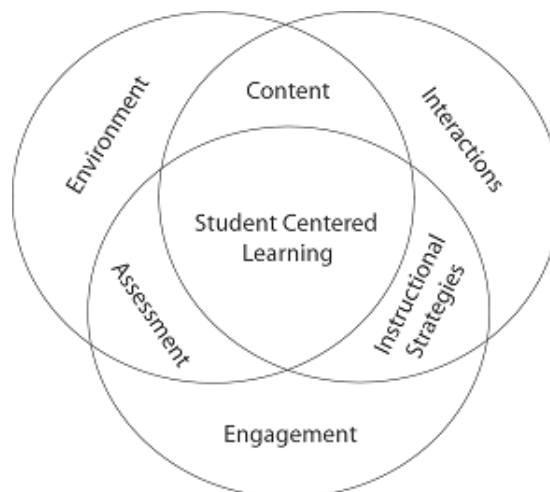 Content
Environment
Interactions
Student Centered
Learning
Assessment
Instructional
Strategies
Engagement